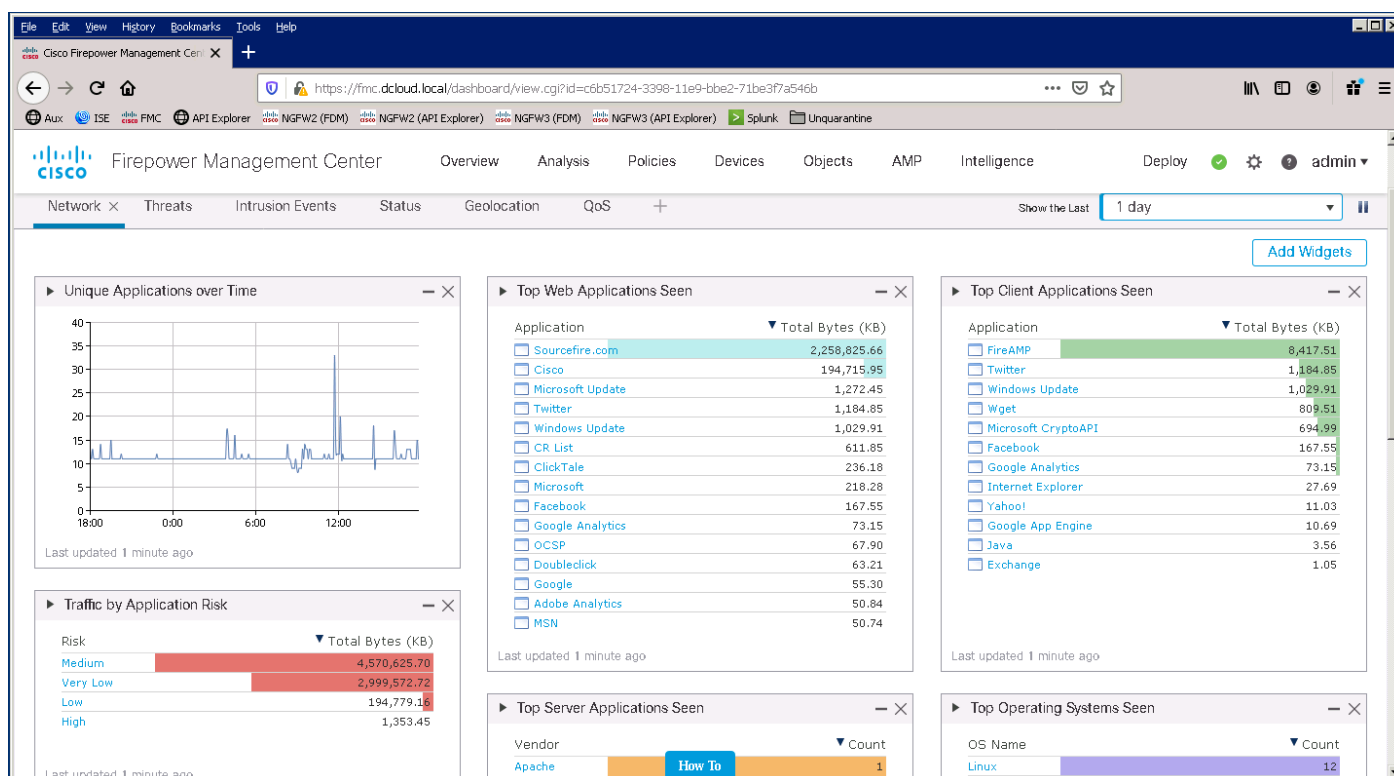 File Edit View History Bookmarks Tools Help
Cisco Firepower Management Cen
https://fmc.dcloud.local/dashboard/view.cgi?id=c6b51724-3398-11e9-bbe2-71be3f7a546b
Aux ISE FMC API Explorer NGFW2 (FDM) NGFW2 (API Explorer) NGFW3 (FDM) NGFW3 (API Explorer) Splunk Unquarantine
CISCO Firepower Management Center Overview Analysis Policies Devices Objects AMP Intelligence Deploy admin
Network Threats Intrusion Events Status Geolocation QoS Show the Last 1 day
Add Widgets
Unique Applications over Time
40
35
30
25
20
15
10
5
0
18:00 0:00 6:00 12:00
Last updated 1 minute ago
Traffic by Application Risk
Risk Total Bytes (KB)
Medium 4,570,625.70
Very Low 2,999,572.72
Low 194,779.16
High 1,353.45
Last updated 1 minute ago
Top Web Applications Seen
Application Total Bytes (KB)
Sourcefire.com 2,258,825.66
Cisco 194,715.95
Microsoft Update 1,272.45
Twitter 1,184.85
Windows Update 1,029.91
CR List 611.85
ClickTale 236.18
Microsoft 218.28
Facebook 167.55
Google Analytics 73.15
OCSP 67.90
Doubleclick 63.21
Google 55.30
Adobe Analytics 50.84
MSN 50.74
Last updated 1 minute ago
Top Server Applications Seen
Vendor Count
Apache 1
How To
Top Client Applications Seen
Application Total Bytes (KB)
FireAMP 8,417.51
Twitter 1,184.85
Windows Update 1,029.91
Wget 809.51
Microsoft CryptoAPI 694.99
Facebook 167.55
Google Analytics 73.15
Internet Explorer 27.69
Yahoo! 11.03
Google App Engine 10.69
Java 3.56
Exchange 1.05
Last updated 1 minute ago
Top Operating Systems Seen
OS Name Count
Linux 12